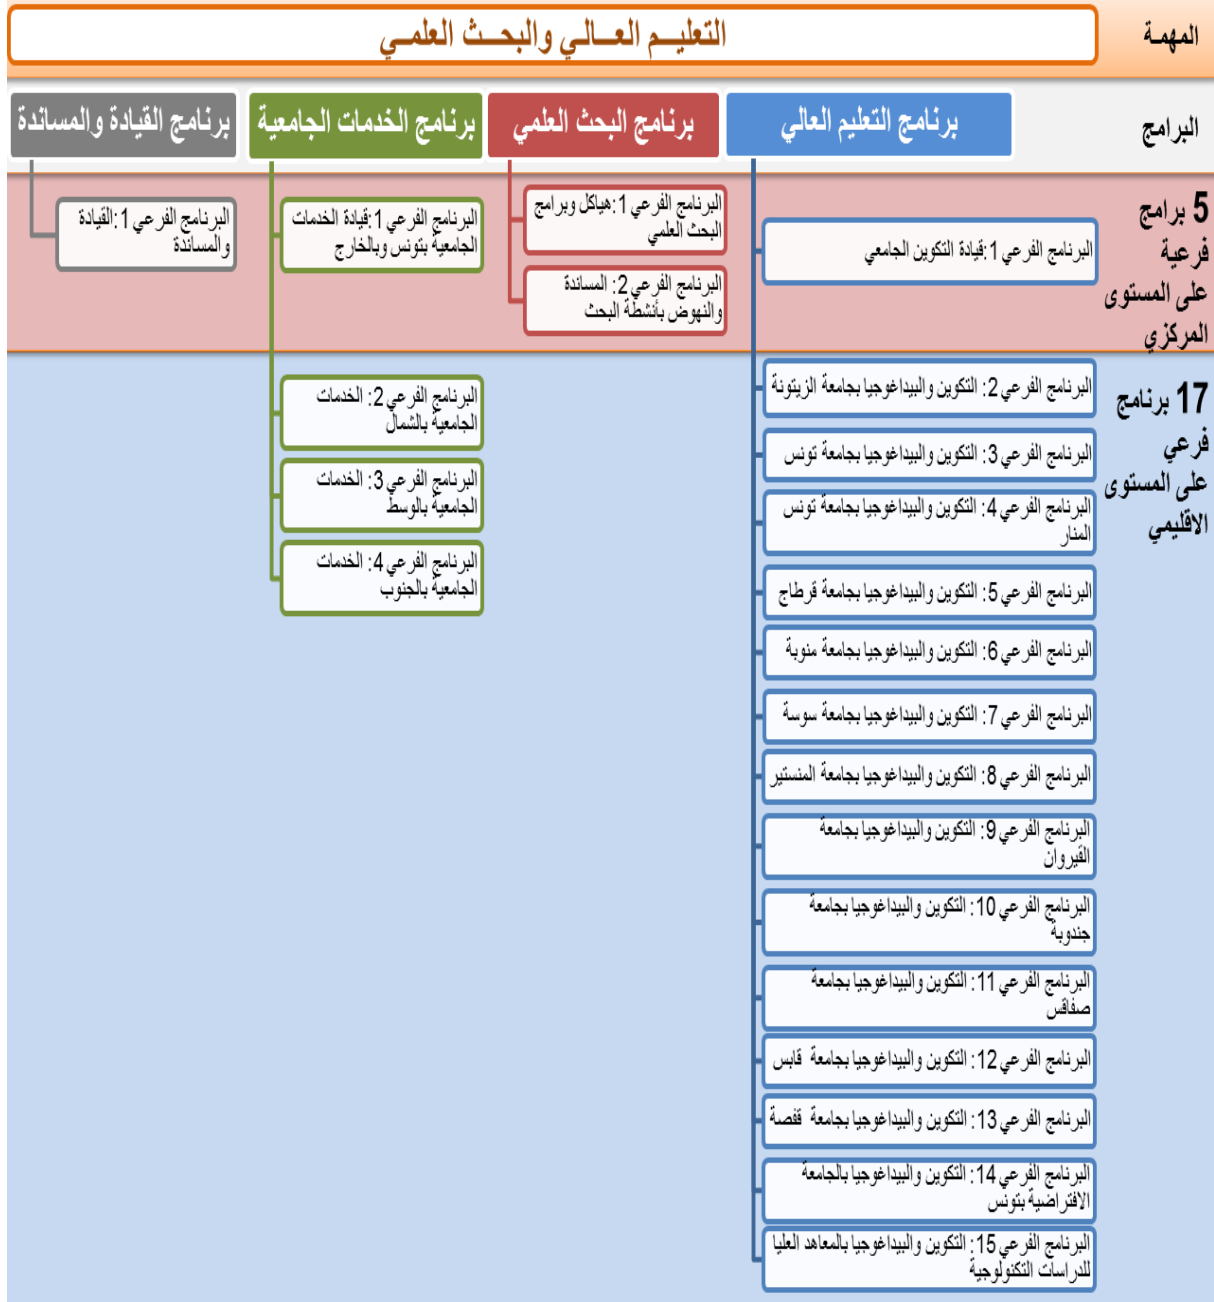 المهمة
التعليــم العــالي والبحــث العلمـي
البرامج
برنامج التعليم العالي
برنامج البحث العلمي
برنامج الخدمات الجامعية
برنامج القيادة والمساندة
5 برامج
فرعية
على المستوى
المركزي
البرنامج الفرعي 1:قيادة التكوين الجامعي
البرنامج الفرعي 1:هياكل وبرامج
البحث العلمي
البرنامج الفرعي 2: المساندة
والنهوض بأنشطة البحث
البرنامج الفرعي 1:قيادة الخدمات
الجامعية بتونس وبالخارج
البرنامج الفرعي 1:القيادة
والمساندة
17 برنامج
فرعي
على المستوى
الاقليمي
البرنامج الفرعي 2: التكوين والبيداغوجيا بجامعة الزيتونة
البرنامج الفرعي 3: التكوين والبيداغوجيا بجامعة تونس
البرنامج الفرعي 4: التكوين والبيداغوجيا بجامعة تونس
المنار
البرنامج الفرعي 5: التكوين والبيداغوجيا بجامعة قرطاج
البرنامج الفرعي 6: التكوين والبيداغوجيا بجامعة منوبة
البرنامج الفرعي 7: التكوين والبيداغوجيا بجامعة سوسة
البرنامج الفرعي 8: التكوين والبيداغوجيا بجامعة المنستير
البرنامج الفرعي 9: التكوين والبيداغوجيا بجامعة
القيروان
البرنامج الفرعي 10: التكوين والبيداغوجيا بجامعة
جندوبة
البرنامج الفرعي 11: التكوين والبيداغوجيا بجامعة
صفاقس
البرنامج الفرعي 12: التكوين والبيداغوجيا بجامعة قابس
البرنامج الفرعي 13: التكوين والبيداغوجيا بجامعة قفصة
البرنامج الفرعي 14: التكوين والبيداغوجيا بالجامعة
الافتراضية بتونس
البرنامج الفرعي 15: التكوين والبيداغوجيا بالمعاهد العليا
للدراسات التكنولوجية
البرنامج الفرعي 2: الخدمات
الجامعية بالشمال
البرنامج الفرعي 3: الخدمات
الجامعية بالوسط
البرنامج الفرعي 4: الخدمات
الجامعية بالجنوب